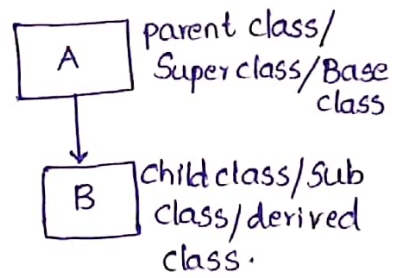 A
parent class/
Super class/Base
class
B
Child class/Sub
class/derived
class.